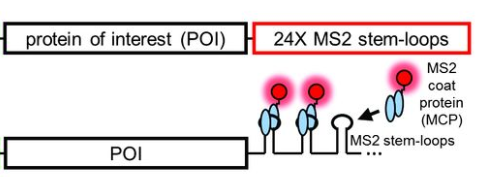 protein of interest (POI) 24X MS2 stem-loops
MS2
coat
protein
(MCP)
POI
MS2 stem-loops
...